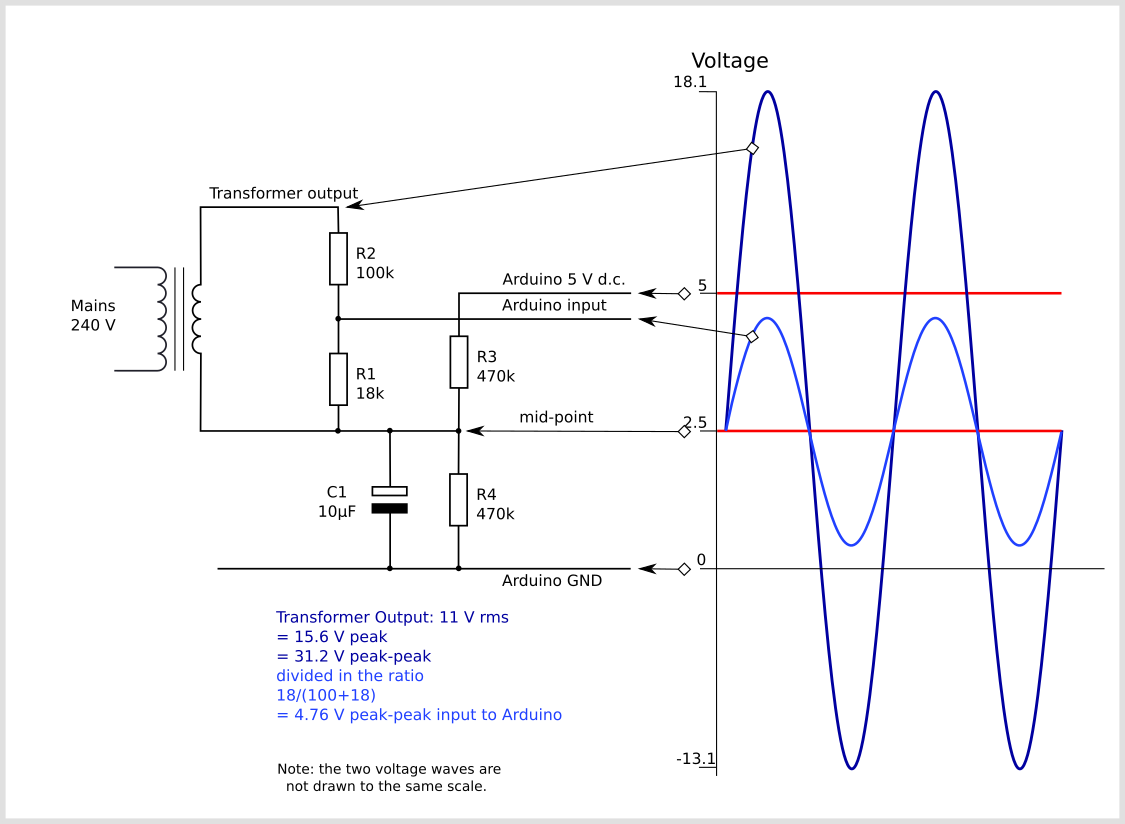 Voltage
18.1
Transformer output
R2
100k
Arduino 5 V d.c.
5
Arduino input
Mains
240 V
R3
470k
R1
18k
mid-point
2.5
C1
10µF
R4
470k
0
Arduino GND
Transformer Output: 11 V rms
= 15.6 V peak
= 31.2 V peak-peak
divided in the ratio
18/(100+18)
= 4.76 V peak-peak input to Arduino
-13.1
Note: the two voltage waves are
not drawn to the same scale.